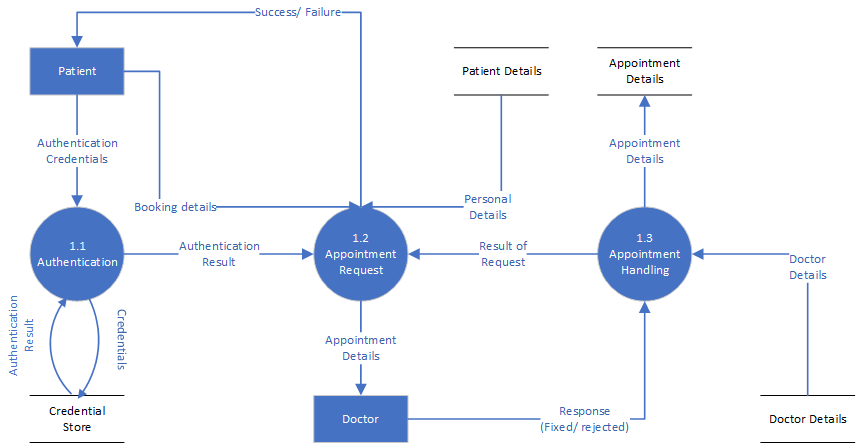 Success/ Failure
Patient
Patient Details
Appointment
Details
Authentication
Credentials
Appointment
Details
Booking details
Personal
Details
1.1
Authentication
Authentication
Result
1.2
Appointment
Request
Result of
Request
1.3
Appointment
Handling
Doctor
Details
Authentication
Result
Credentials
Appointment
Details
Credential
Store
Doctor
Response
(Fixed/ rejected)
Doctor Details